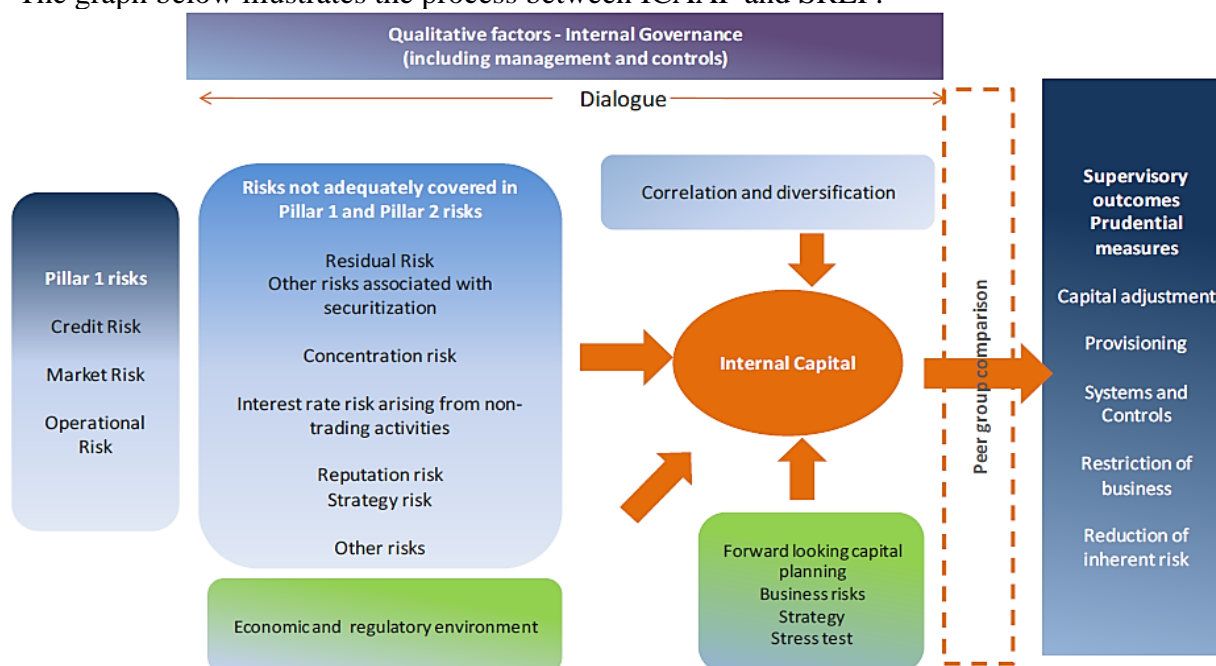 The graph below illustrates the process between ICAAP and SREP:
Qualitative factors - Internal Governance
(including management and controls)
Dialogue
Pillar 1 risks
Credit Risk
Market Risk
Operational
Risk
Risks not adequately covered in
Pillar 1 and Pillar 2 risks
Residual Risk
Other risks associated with
securitization
Concentration risk
Interest rate risk arising from non-
trading activities
Reputation risk
Strategy risk
Other risks
Economic and regulatory environment
Correlation and diversification
Internal Capital
Forward looking capital
planning
Business risks
Strategy
Stress test
Peer group comparison
Supervisory
outcomes
Prudential
measures
Capital adjustment
Provisioning
Systems and
Controls
Restriction of
business
Reduction of
inherent risk